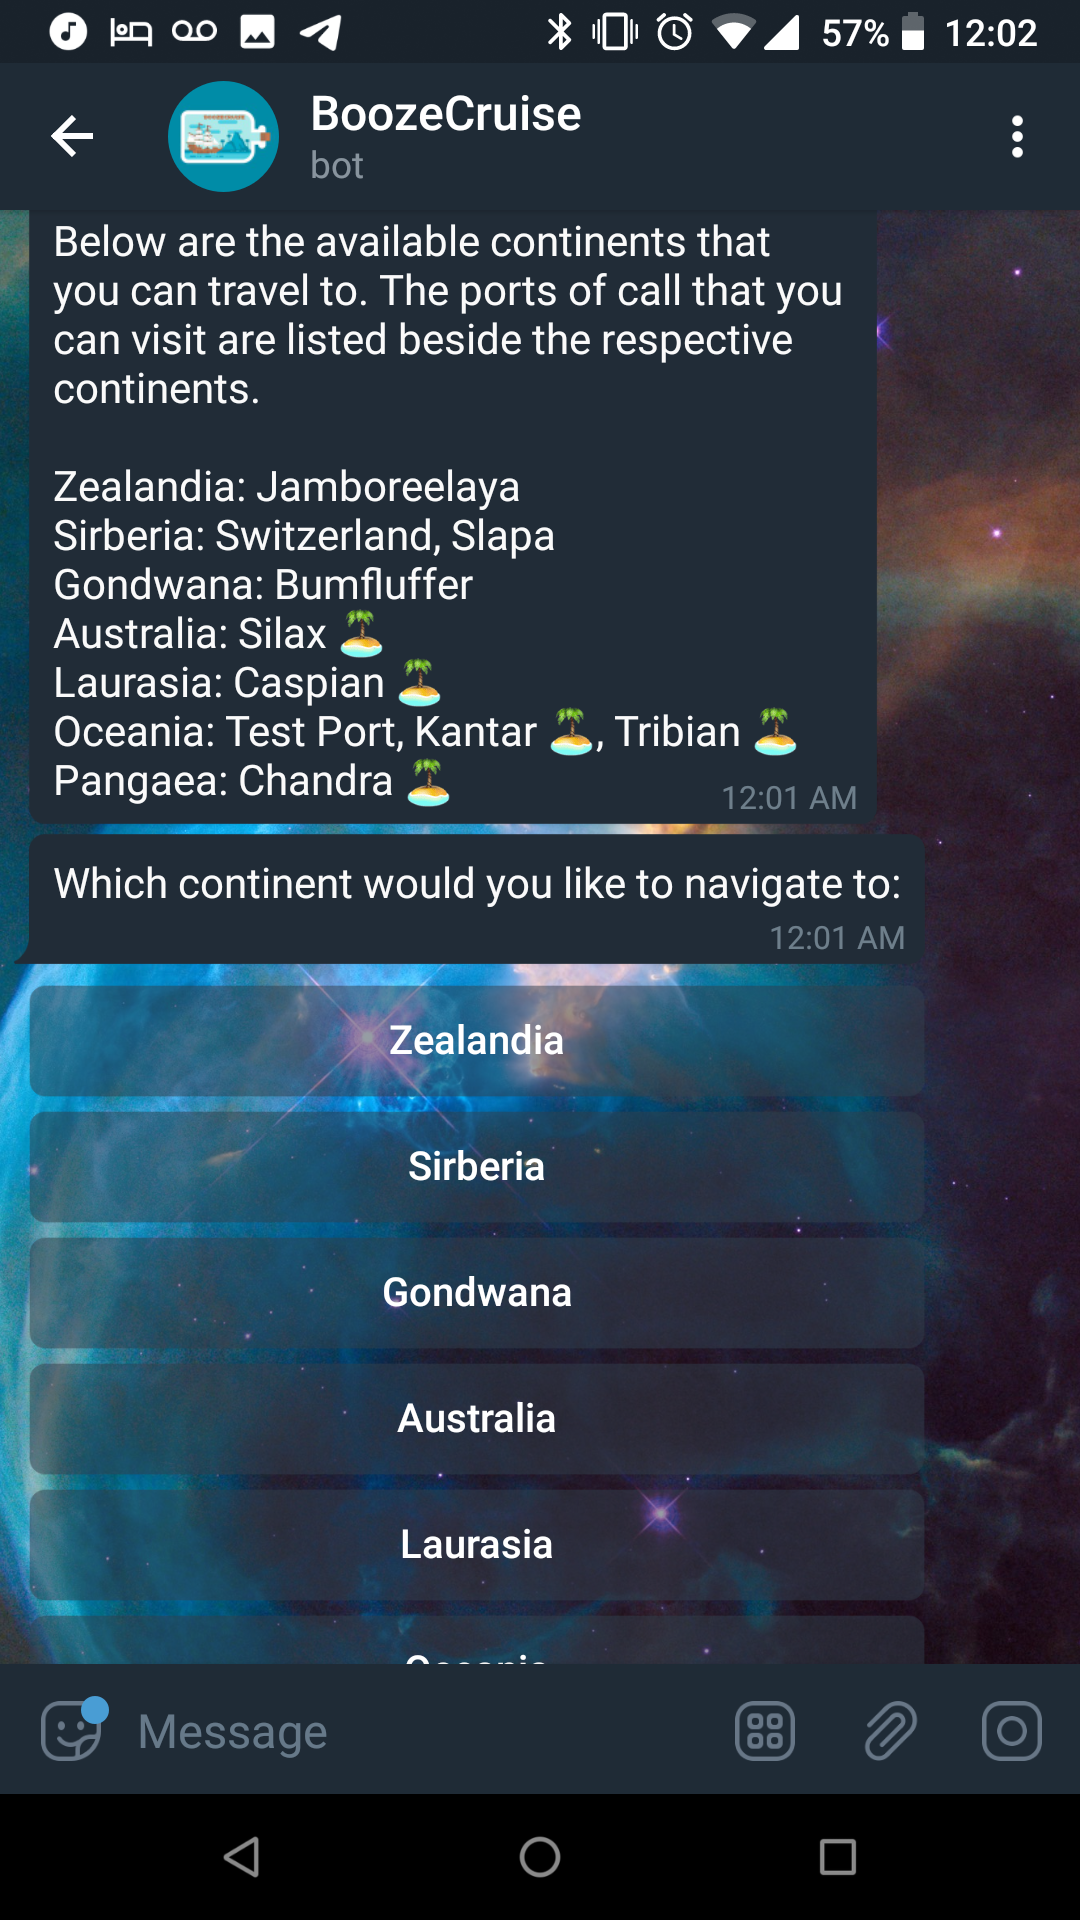 57% 12:02
BoozeCruise
bot
Below are the available continents that
you can travel to. The ports of call that you
can visit are listed beside the respective
continents.
Zealandia: Jamboreelaya
Sirberia: Switzerland, Slapa
Gondwana: Bumfluffer
Australia: Silax 🏝
Laurasia: Caspian 🏝
Oceania: Test Port, Kantar 🏝, Tribian 🏝
Pangaea: Chandra 🏝
12:01 AM
Which continent would you like to navigate to:
12:01 AM
Zealandia
Sirberia
Gondwana
Australia
Laurasia
Oceania
Message